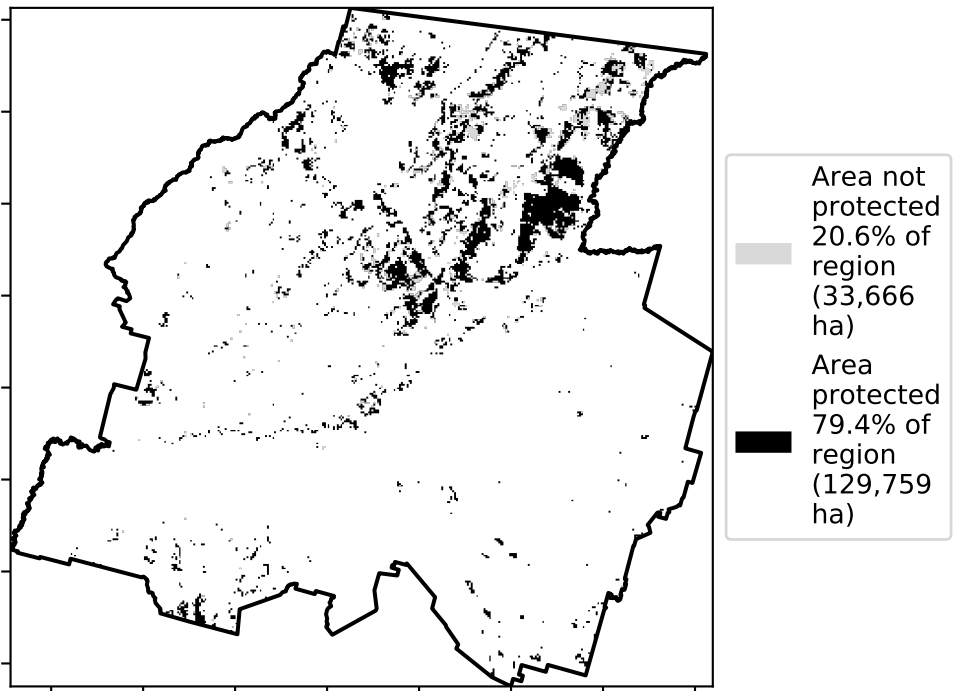 Area not
protected
20.6% of
region
(33,666
ha)
Area
protected
79.4% of
region
(129,759
ha)